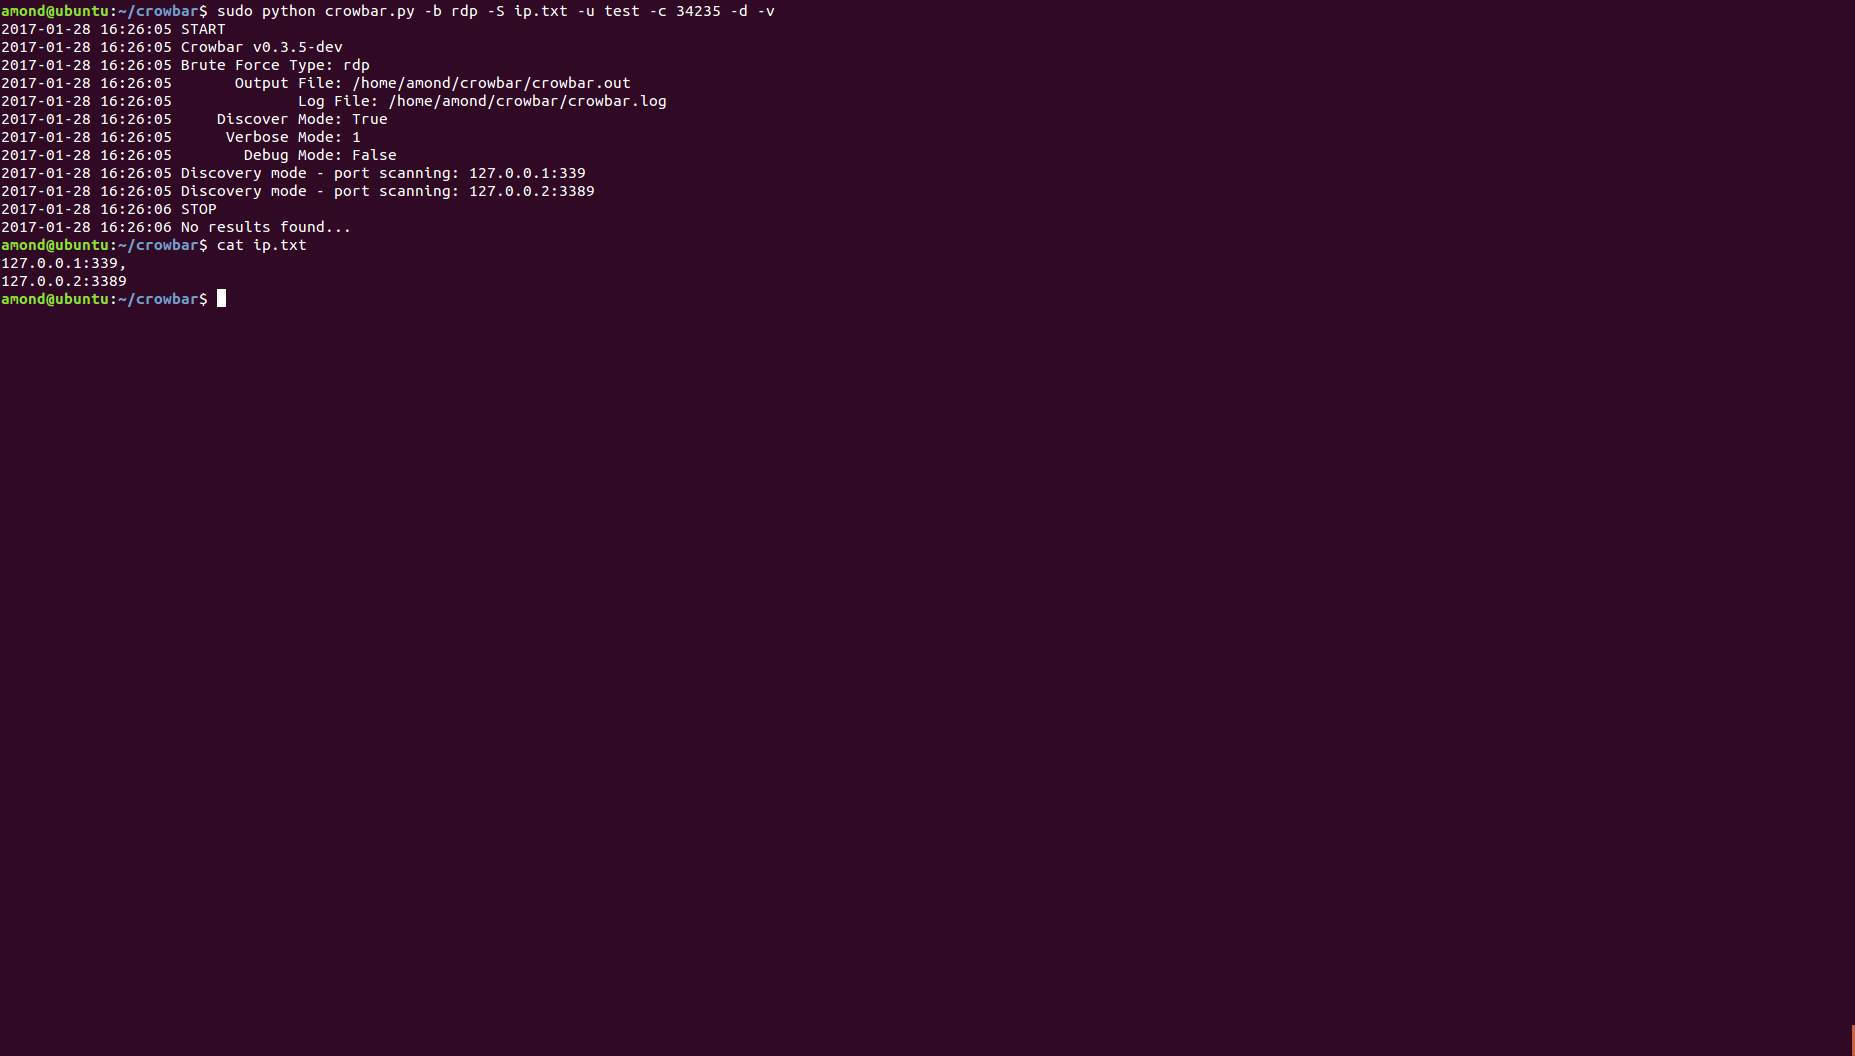 amond@ubuntu:~/crowbar$ sudo python crowbar.py -b rdp -S ip.txt -u test -c 34235 -d -v
2017-01-28 16:26:05 START
2017-01-28 16:26:05 Crowbar v0.3.5-dev
2017-01-28 16:26:05 Brute Force Type: rdp
2017-01-28 16:26:05       Output File: /home/amond/crowbar/crowbar.out
2017-01-28 16:26:05              Log File: /home/amond/crowbar/crowbar.log
2017-01-28 16:26:05     Discover Mode: True
2017-01-28 16:26:05      Verbose Mode: 1
2017-01-28 16:26:05        Debug Mode: False
2017-01-28 16:26:05 Discovery mode - port scanning: 127.0.0.1:339
2017-01-28 16:26:05 Discovery mode - port scanning: 127.0.0.2:3389
2017-01-28 16:26:06 STOP
2017-01-28 16:26:06 No results found...
amond@ubuntu:~/crowbar$ cat ip.txt
127.0.0.1:339,
127.0.0.2:3389
amond@ubuntu:~/crowbar$